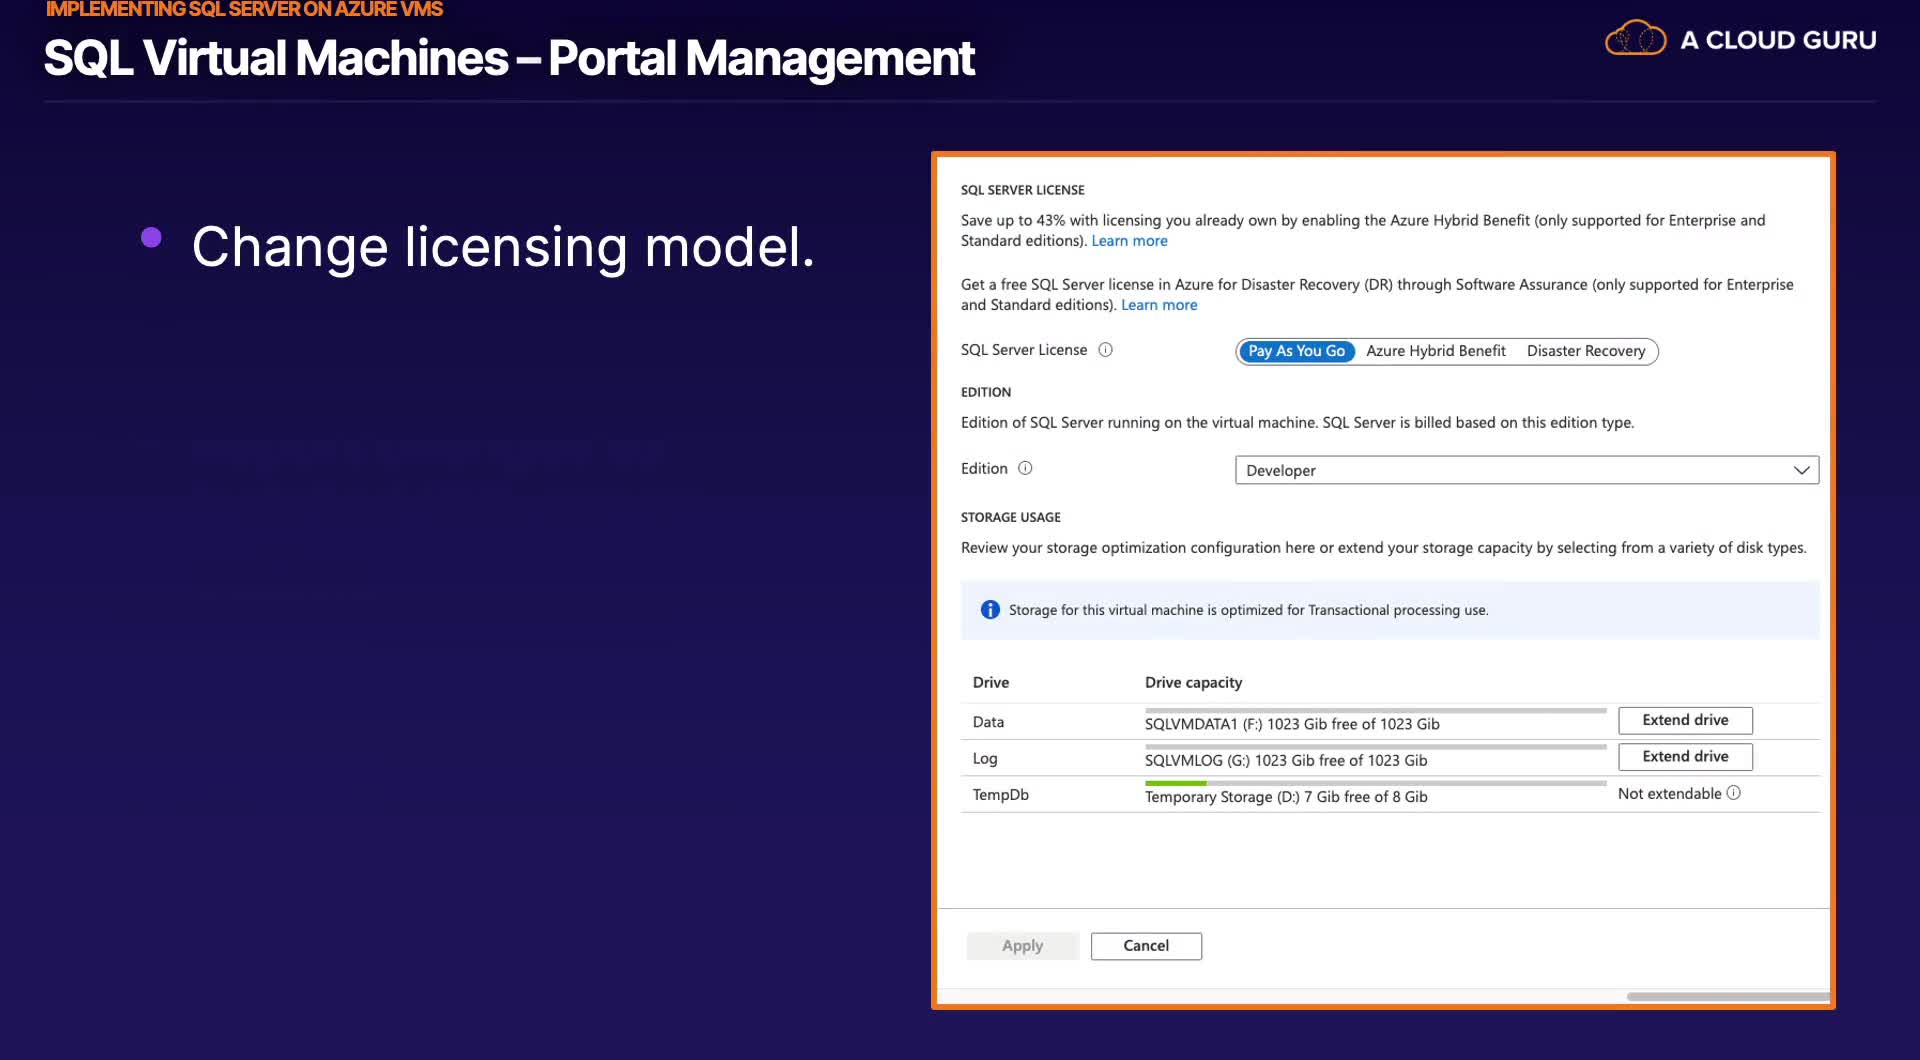 IMPLEMENTING SQL SERVER ON AZURE VMS
SQL Virtual Machines – Portal Management
A CLOUD GURU
• Change licensing model.
SQL SERVER LICENSE
Save up to 43% with licensing you already own by enabling the Azure Hybrid Benefit (only supported for Enterprise and
Standard editions). Learn more
Get a free SQL Server license in Azure for Disaster Recovery (DR) through Software Assurance (only supported for Enterprise
and Standard editions). Learn more
SQL Server License Pay As You Go Azure Hybrid Benefit Disaster Recovery
EDITION
Edition of SQL Server running on the virtual machine. SQL Server is billed based on this edition type.
Edition Developer
STORAGE USAGE
Review your storage optimization configuration here or extend your storage capacity by selecting from a variety of disk types.
Storage for this virtual machine is optimized for Transactional processing use.
Drive Drive capacity
Data SQLVMDATA1 (F:) 1023 Gib free of 1023 Gib Extend drive
Log SQLVMLOG (G:) 1023 Gib free of 1023 Gib Extend drive
TempDb Temporary Storage (D:) 7 Gib free of 8 Gib Not extendable
Apply Cancel